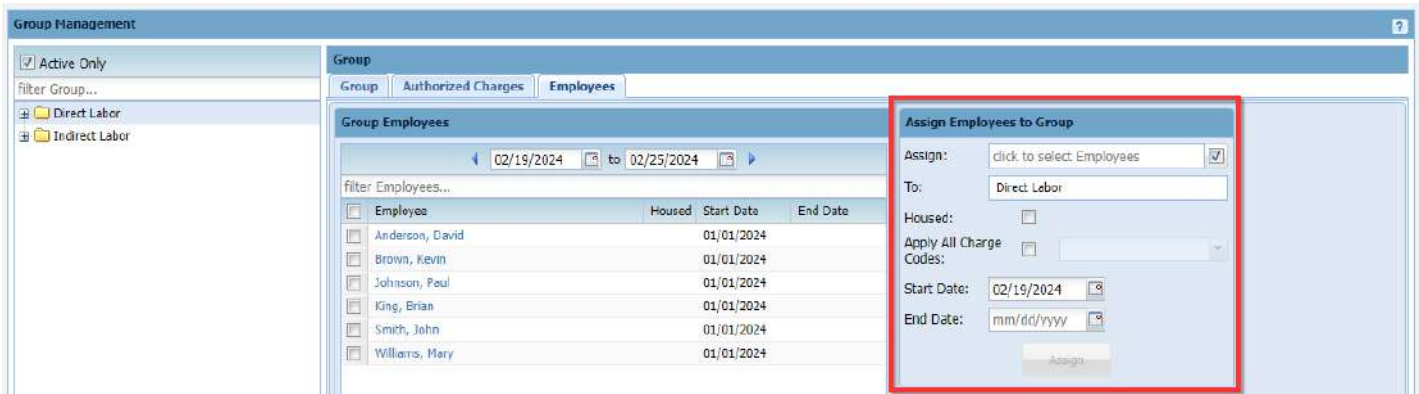 Group Management
?
Active Only
filter Group...
Direct Labor
Indirect Labor
Group
Group Authorized Charges Employees
Group Employees
02/19/2024 to 02/25/2024
filter Employees...
Employee Housed Start Date End Date
Anderson, David 01/01/2024
Brown, Kevin 01/01/2024
Johnson, Paul 01/01/2024
King, Brian 01/01/2024
Smith, John 01/01/2024
Williams, Mary 01/01/2024
Assign Employees to Group
Assign: click to select Employees
To: Direct Labor
Housed:
Apply All Charge
Codes:
Start Date: 02/19/2024
End Date: mm/dd/yyyy
Assign